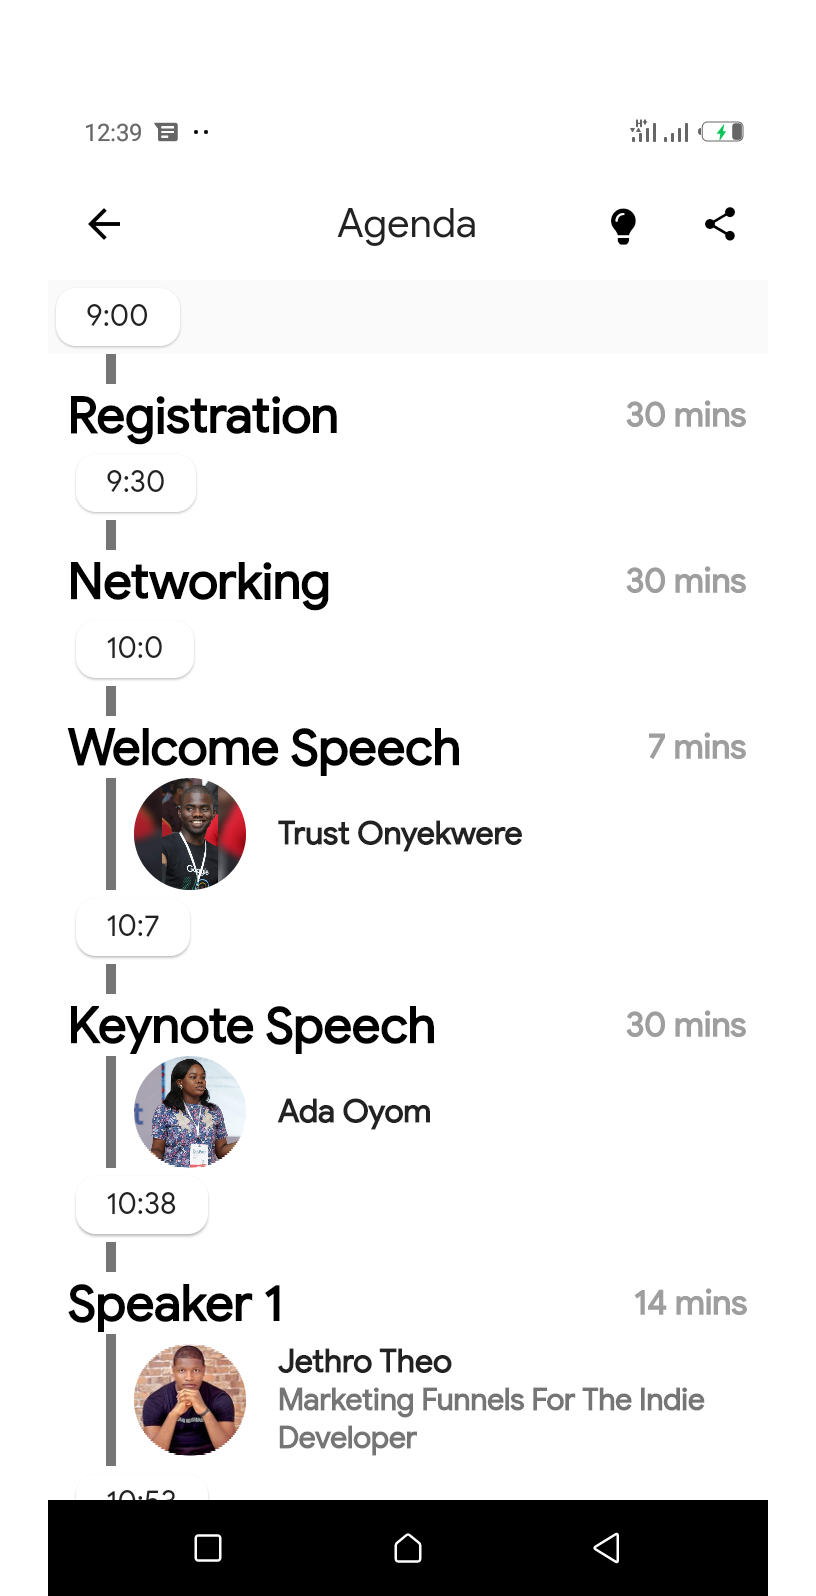 12:39
H+
Agenda
9:00
Registration 30 mins
9:30
Networking 30 mins
10:0
Welcome Speech 7 mins
Google
Trust Onyekwere
10:7
Keynote Speech 30 mins
Ada Oyom
10:38
Speaker 1 14 mins
Jethro Theo
Marketing Funnels For The Indie
Developer